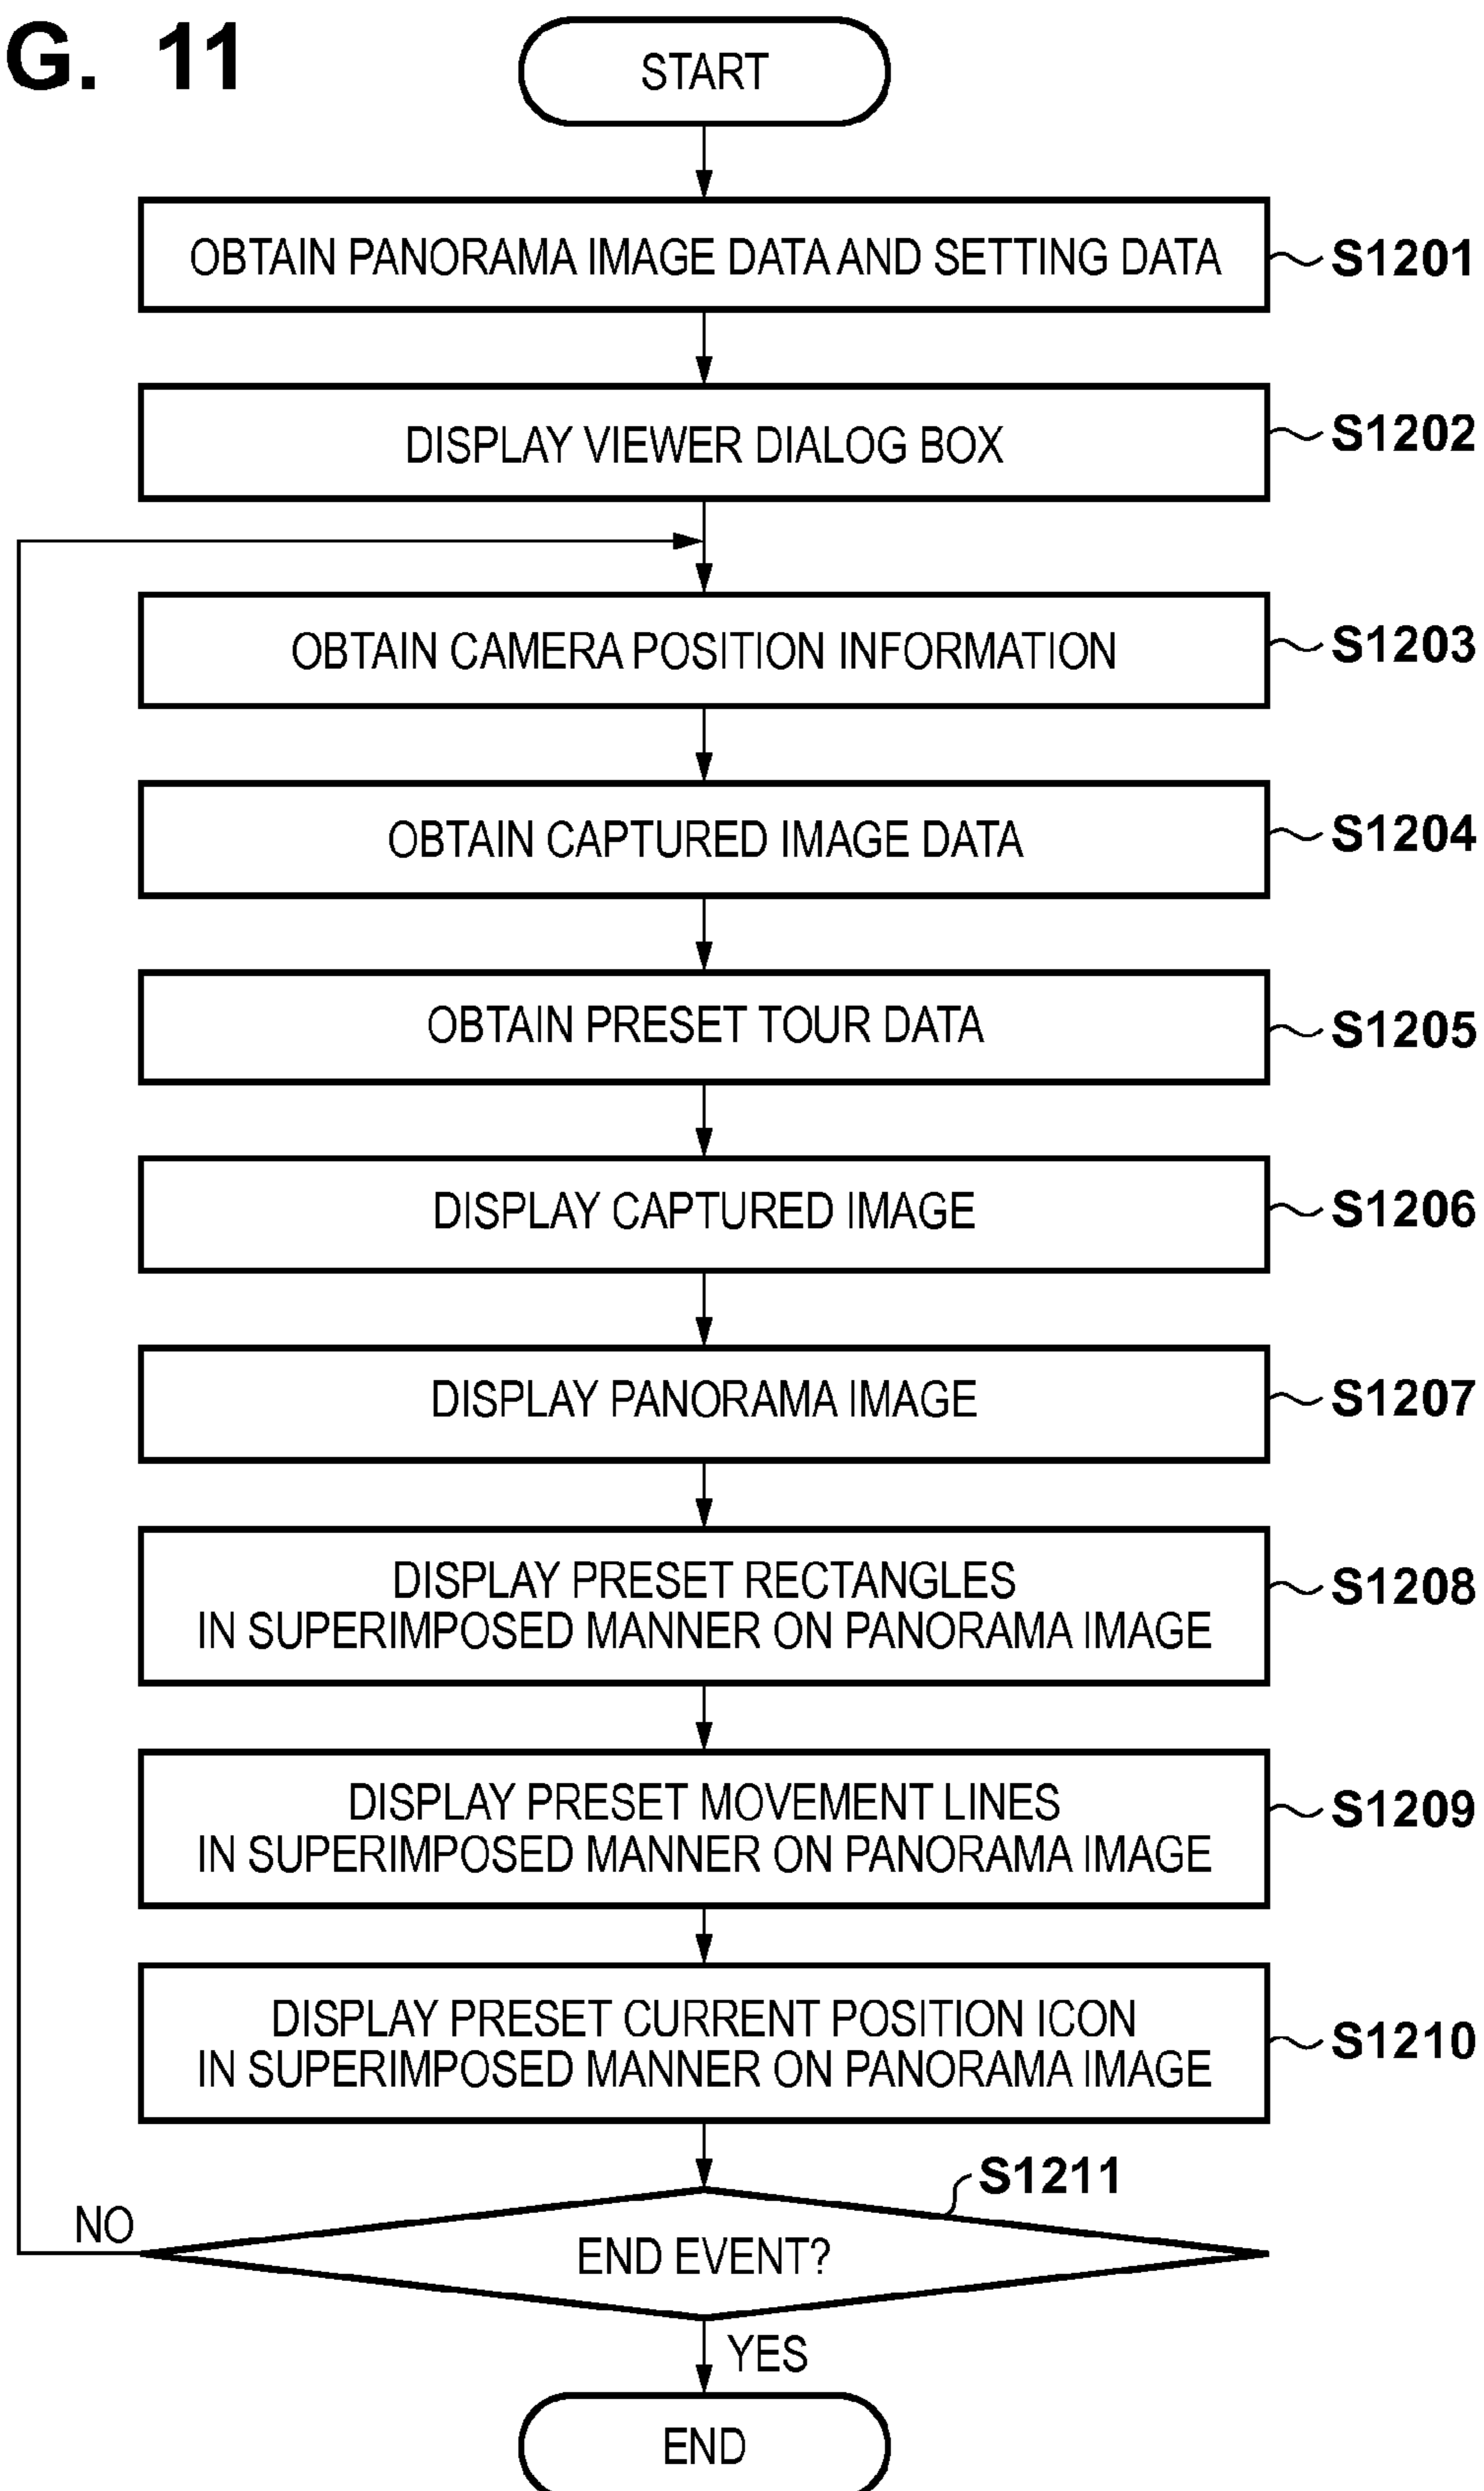 G. 11
START
OBTAIN PANORAMA IMAGE DATA AND SETTING DATA
S1201
DISPLAY VIEWER DIALOG BOX
S1202
OBTAIN CAMERA POSITION INFORMATION
S1203
OBTAIN CAPTURED IMAGE DATA
S1204
OBTAIN PRESET TOUR DATA
S1205
DISPLAY CAPTURED IMAGE
S1206
DISPLAY PANORAMA IMAGE
S1207
DISPLAY PRESET RECTANGLES
IN SUPERIMPOSED MANNER ON PANORAMA IMAGE
S1208
DISPLAY PRESET MOVEMENT LINES
IN SUPERIMPOSED MANNER ON PANORAMA IMAGE
S1209
DISPLAY PRESET CURRENT POSITION ICON
IN SUPERIMPOSED MANNER ON PANORAMA IMAGE
S1210
S1211
NO
END EVENT?
YES
END